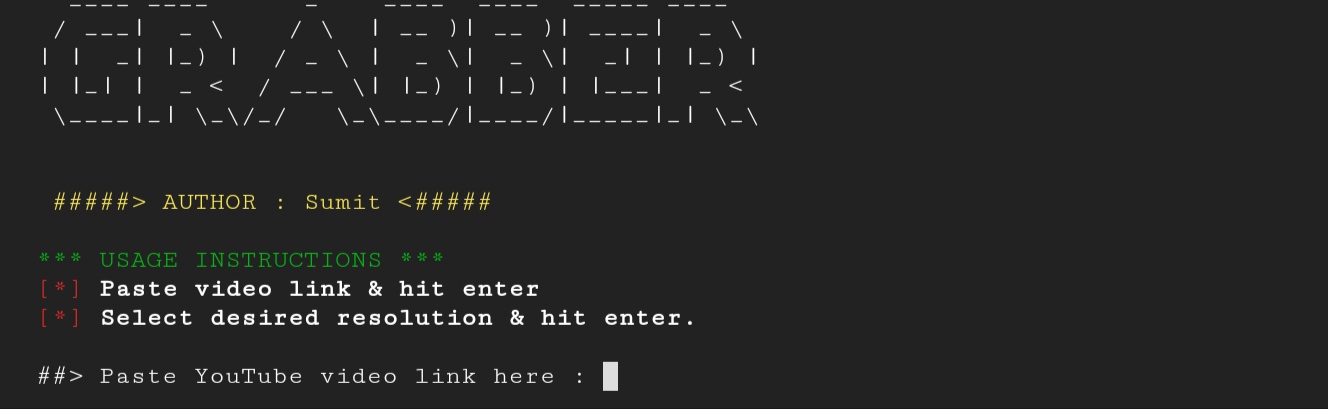 GRABBER
#####> AUTHOR : Sumit <#####
*** USAGE INSTRUCTIONS ***
[*] Paste video link & hit enter
[*] Select desired resolution & hit enter.
##> Paste YouTube video link here :